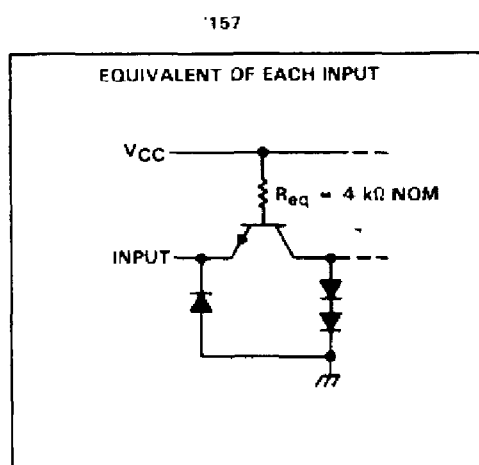 '157
EQUIVALENT OF EACH INPUT
VCC
Req = 4 kΩ NOM
INPUT